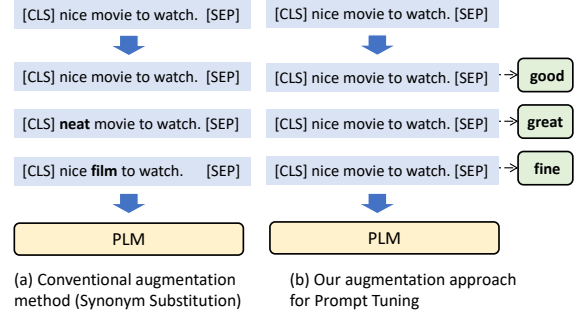 [CLS] nice movie to watch. [SEP]
[CLS] nice movie to watch. [SEP]
[CLS] neat movie to watch. [SEP]
[CLS] nice film to watch. [SEP]
PLM
(a) Conventional augmentation
method (Synonym Substitution)
[CLS] nice movie to watch. [SEP]
[CLS] nice movie to watch. [SEP]
good
[CLS] nice movie to watch. [SEP]
great
[CLS] nice movie to watch. [SEP]
fine
PLM
(b) Our augmentation approach
for Prompt Tuning